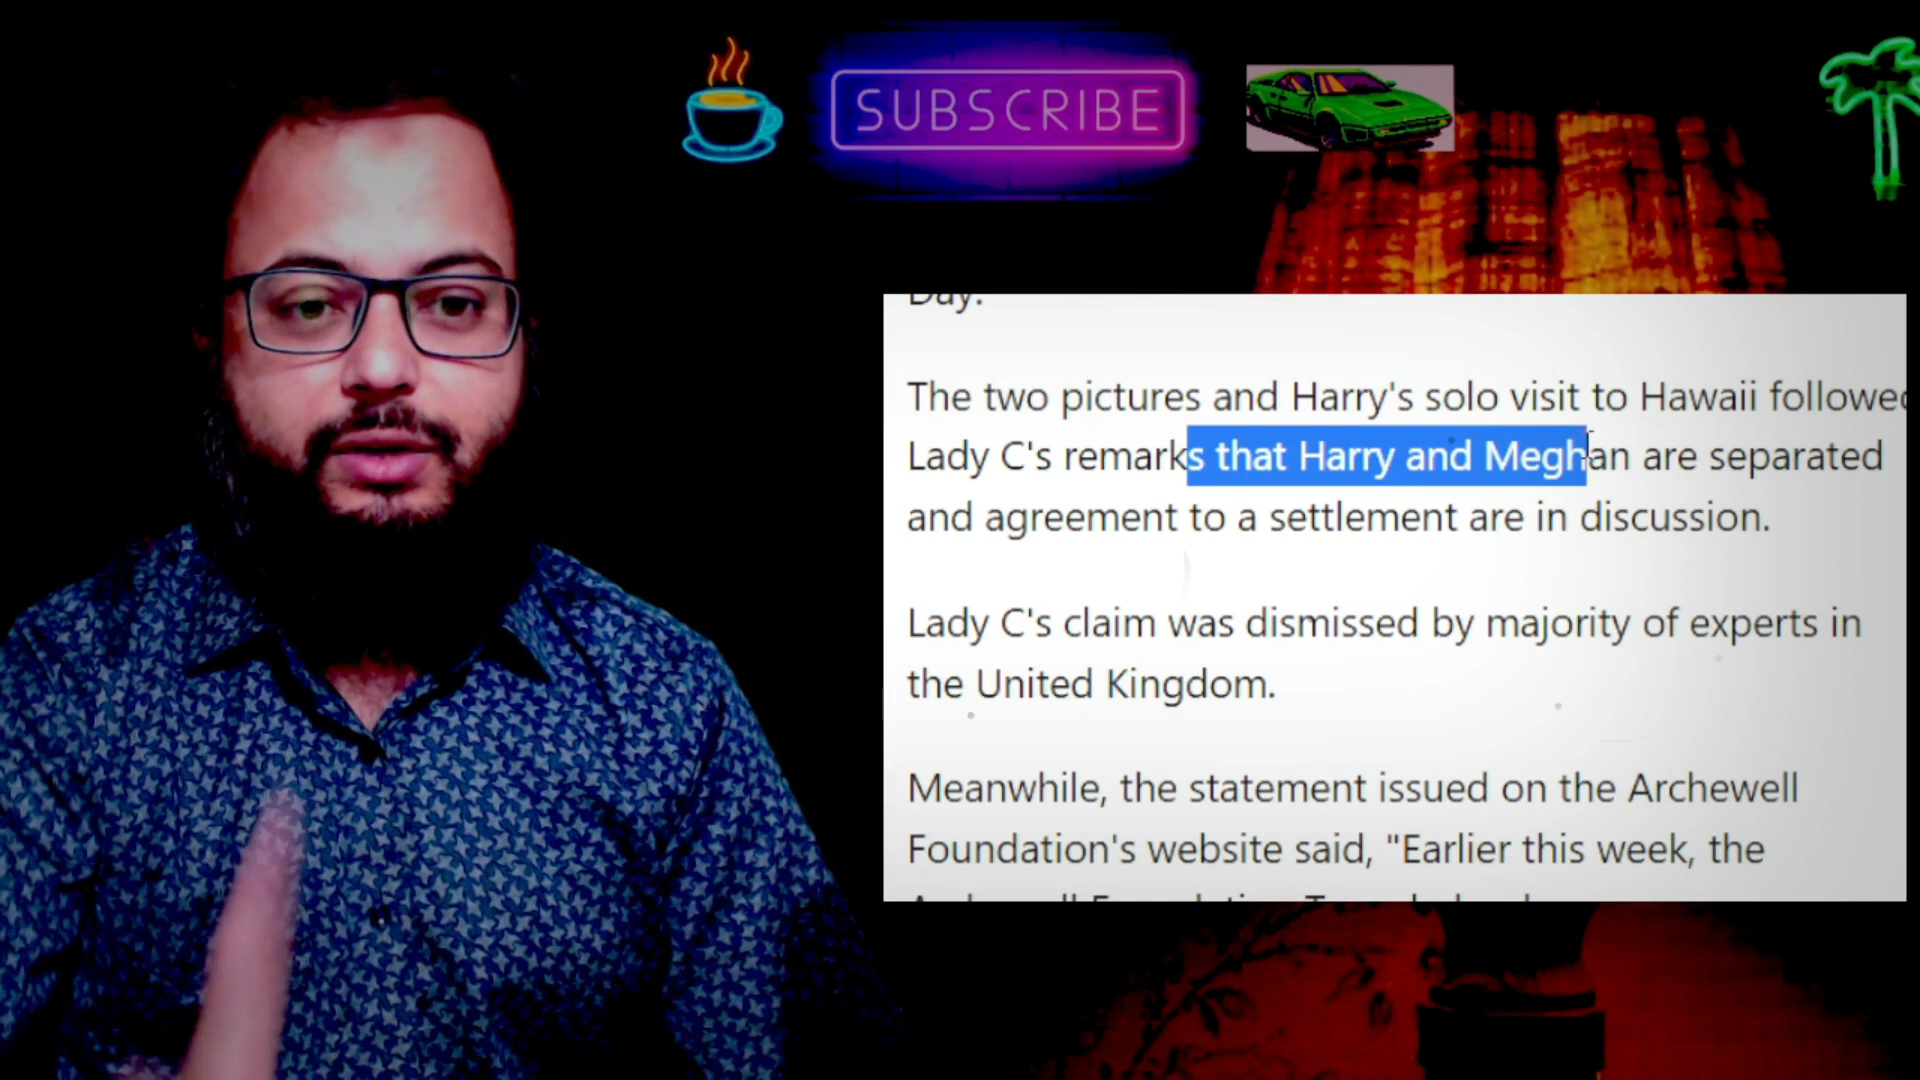 SUBSCRIBE
Day.
The two pictures and Harry's solo visit to Hawaii followed
Lady C's remarks that Harry and Meghan are separated
and agreement to a settlement are in discussion.
Lady C's claim was dismissed by majority of experts in
the United Kingdom.
Meanwhile, the statement issued on the Archewell
Foundation's website said, "Earlier this week, the